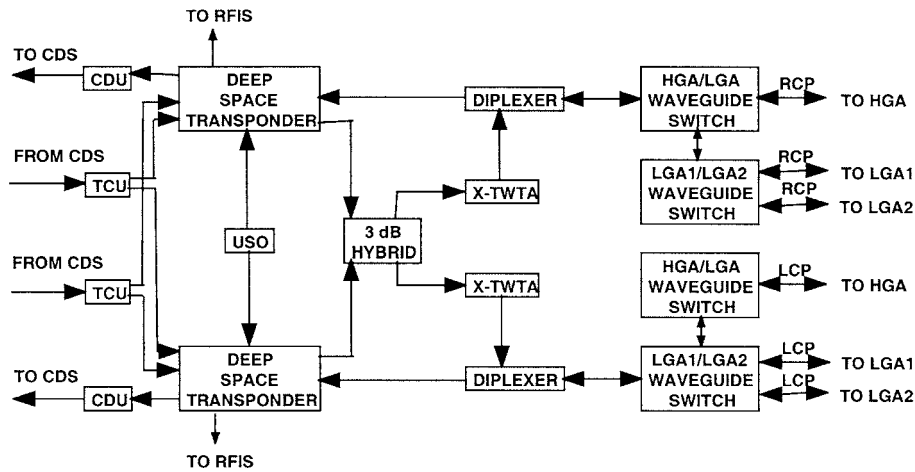 TO RFIS
TO CDS
CDU
DEEP
SPACE
TRANSPONDER
DIPLEXER
HGA/LGA
WAVEGUIDE
SWITCH
RCP
TO HGA
FROM CDS
TCU
X-TWTA
LGA1/LGA2
WAVEGUIDE
SWITCH
RCP
TO LGA1
RCP
TO LGA2
USO
3 dB
HYBRID
FROM CDS
TCU
X-TWTA
HGA/LGA
WAVEGUIDE
SWITCH
LCP
TO HGA
TO CDS
CDU
DEEP
SPACE
TRANSPONDER
DIPLEXER
LGA1/LGA2
WAVEGUIDE
SWITCH
LCP
TO LGA1
LCP
TO LGA2
TO RFIS